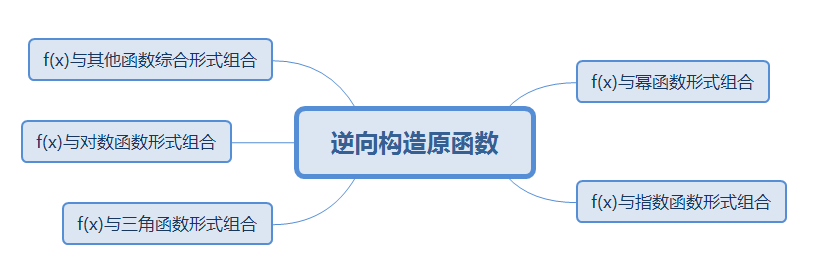 逆向构造原函数
f(x)与幂函数形式组合
f(x)与指数函数形式组合
f(x)与三角函数形式组合
f(x)与对数函数形式组合
f(x)与其他函数综合形式组合